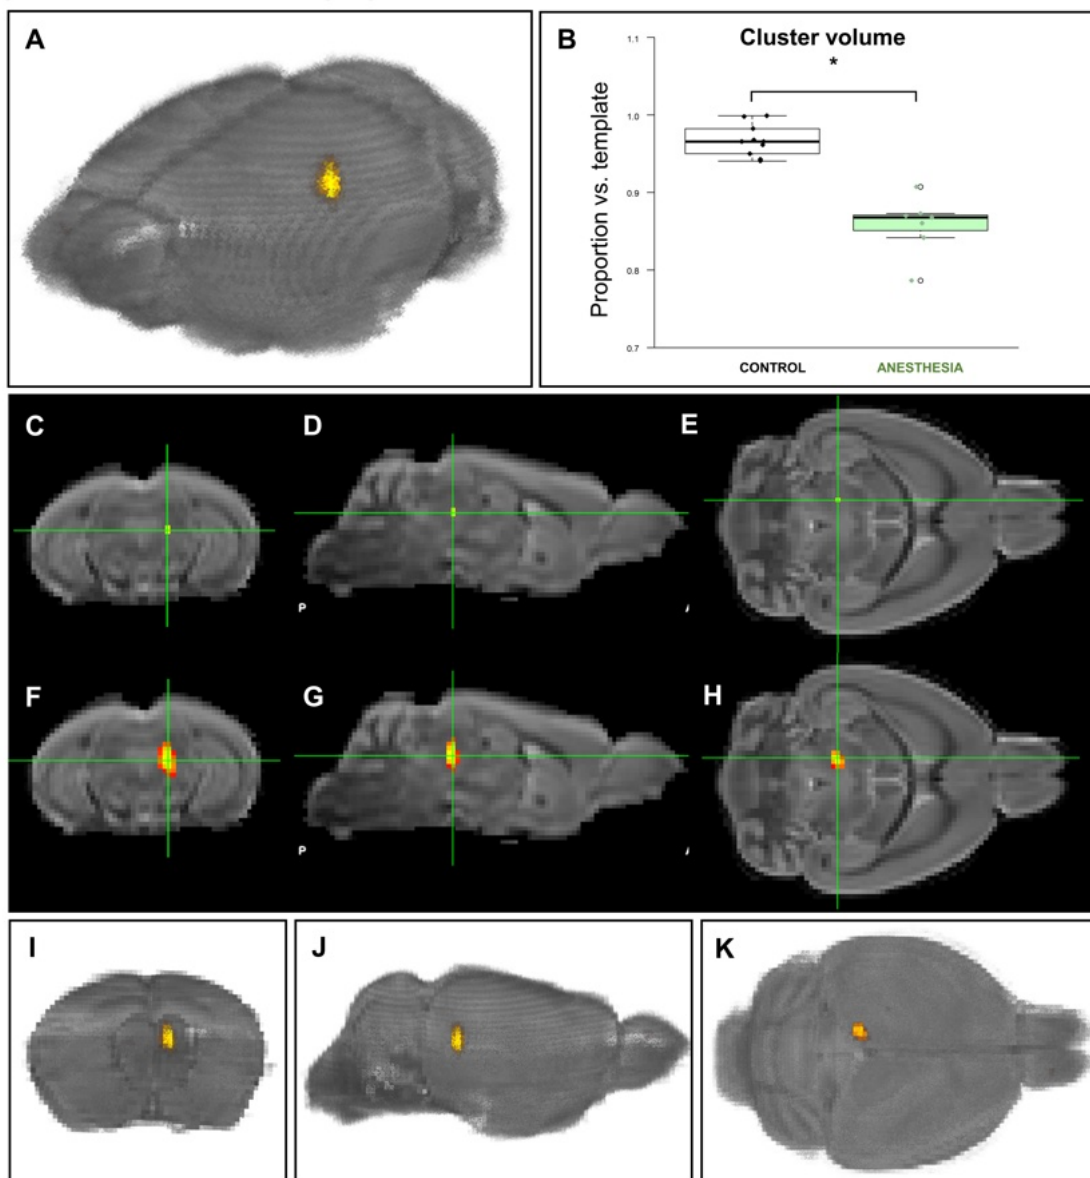 A
B
Cluster volume
*
Proportion vs. template
1.1
1.0
0.9
0.8
0.7
CONTROL
ANESTHESIA
C
D
E
P
F
G
H
P
I
J
K